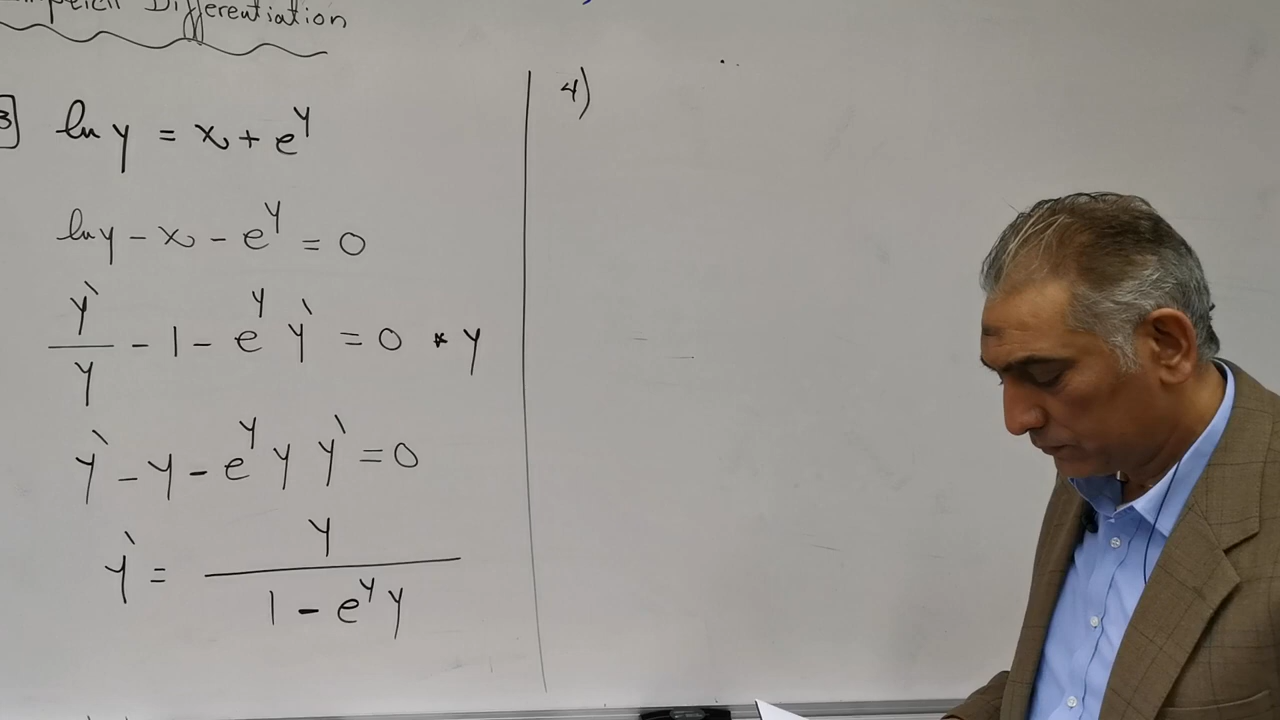 Differentiation
3] ln y = x + e^y
ln y - x - e^y = 0
y`/y - 1 - e^y y` = 0 * y
y` - y - e^y y y` = 0
y` = y/(1 - e^y y)
4)